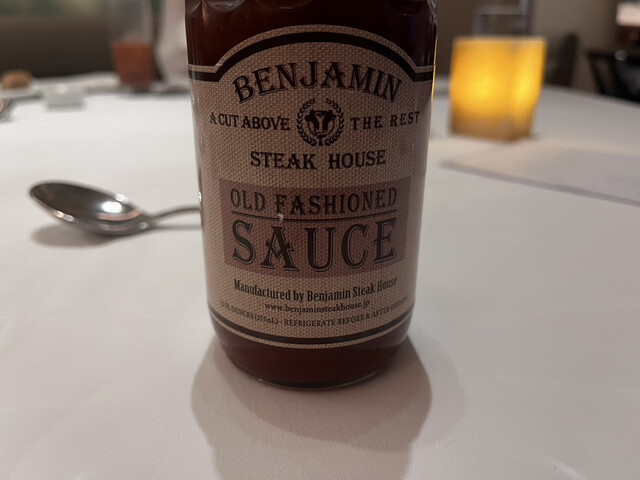 BENJAMIN
A CUT ABOVE THE REST
STEAK HOUSE
OLD FASHIONED
SAUCE
Manufactured by Benjamin Steak House
www.benjaminsteakhouse.jp
OUNCES - REFRIGERATE BEFORE & AFTER OPENING